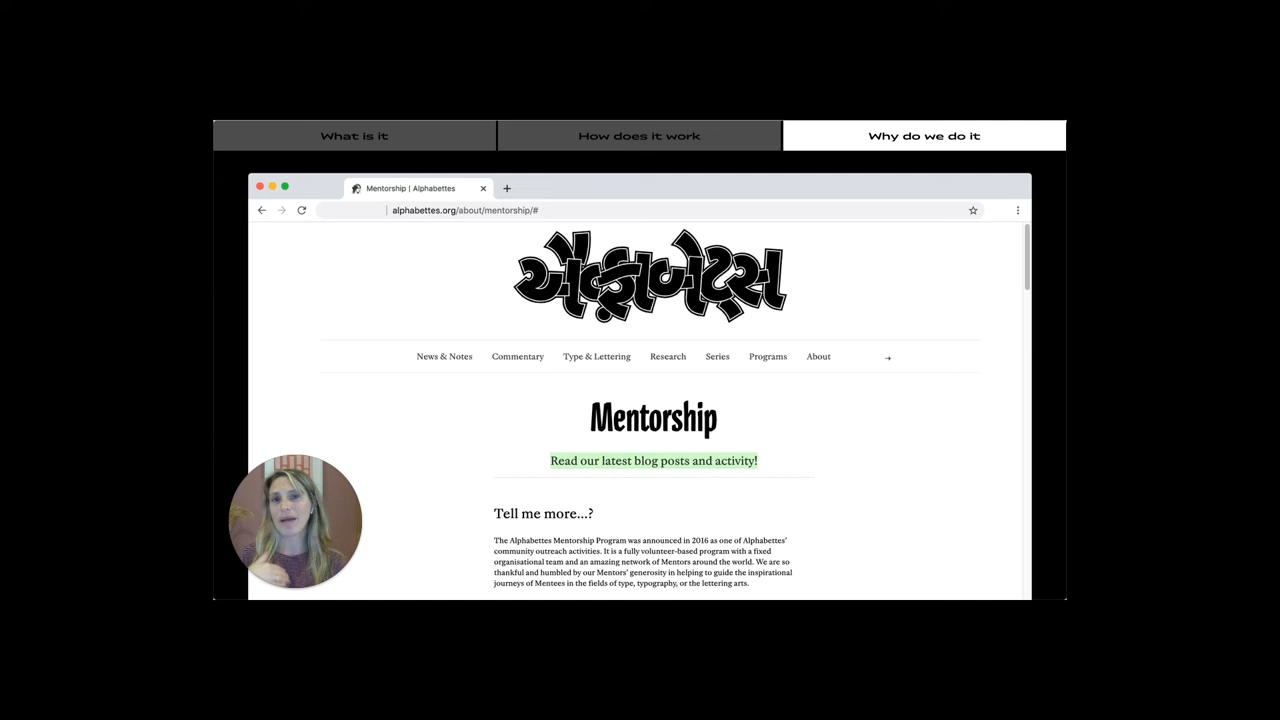 What is it
How does it work
Why do we do it
Mentorship | Alphabettes
alphabettes.org/about/mentorship/#
ઍલ્ફાબેટ્સ
News & Notes
Commentary
Type & Lettering
Research
Series
Programs
About
Mentorship
Read our latest blog posts and activity!
Tell me more...?
The Alphabettes Mentorship Program was announced in 2016 as one of Alphabettes'
community outreach activities. It is a fully volunteer-based program with a fixed
organisational team and an amazing network of Mentors around the world. We are so
thankful and humbled by our Mentors' generosity in helping to guide the inspirational
journeys of Mentees in the fields of type, typography, or the lettering arts.